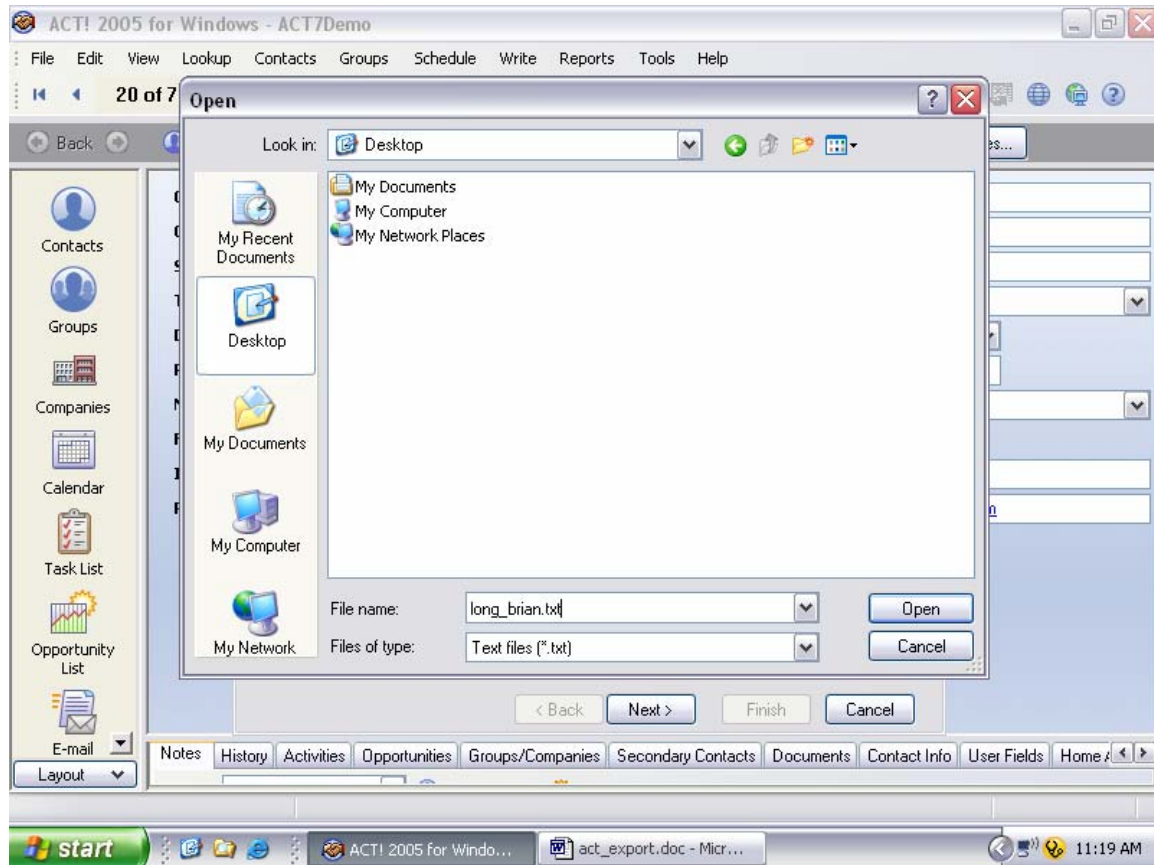 ACT! 2005 for Windows - ACT7Demo
File Edit View Lookup Contacts Groups Schedule Write Reports Tools Help
20 of 7
Open
Back
Look in: Desktop
es...
My Documents
My Computer
My Network Places
My Recent
Documents
Desktop
My Documents
My Computer
My Network
Contacts
Groups
Companies
Calendar
Task List
Opportunity
List
E-mail
Layout
File name: long_brian.txt Open
Files of type: Text files (*.txt) Cancel
< Back Next > Finish Cancel
Notes History Activities Opportunities Groups/Companies Secondary Contacts Documents Contact Info User Fields Home
start ACT! 2005 for Windo... act_export.doc - Micr... 11:19 AM